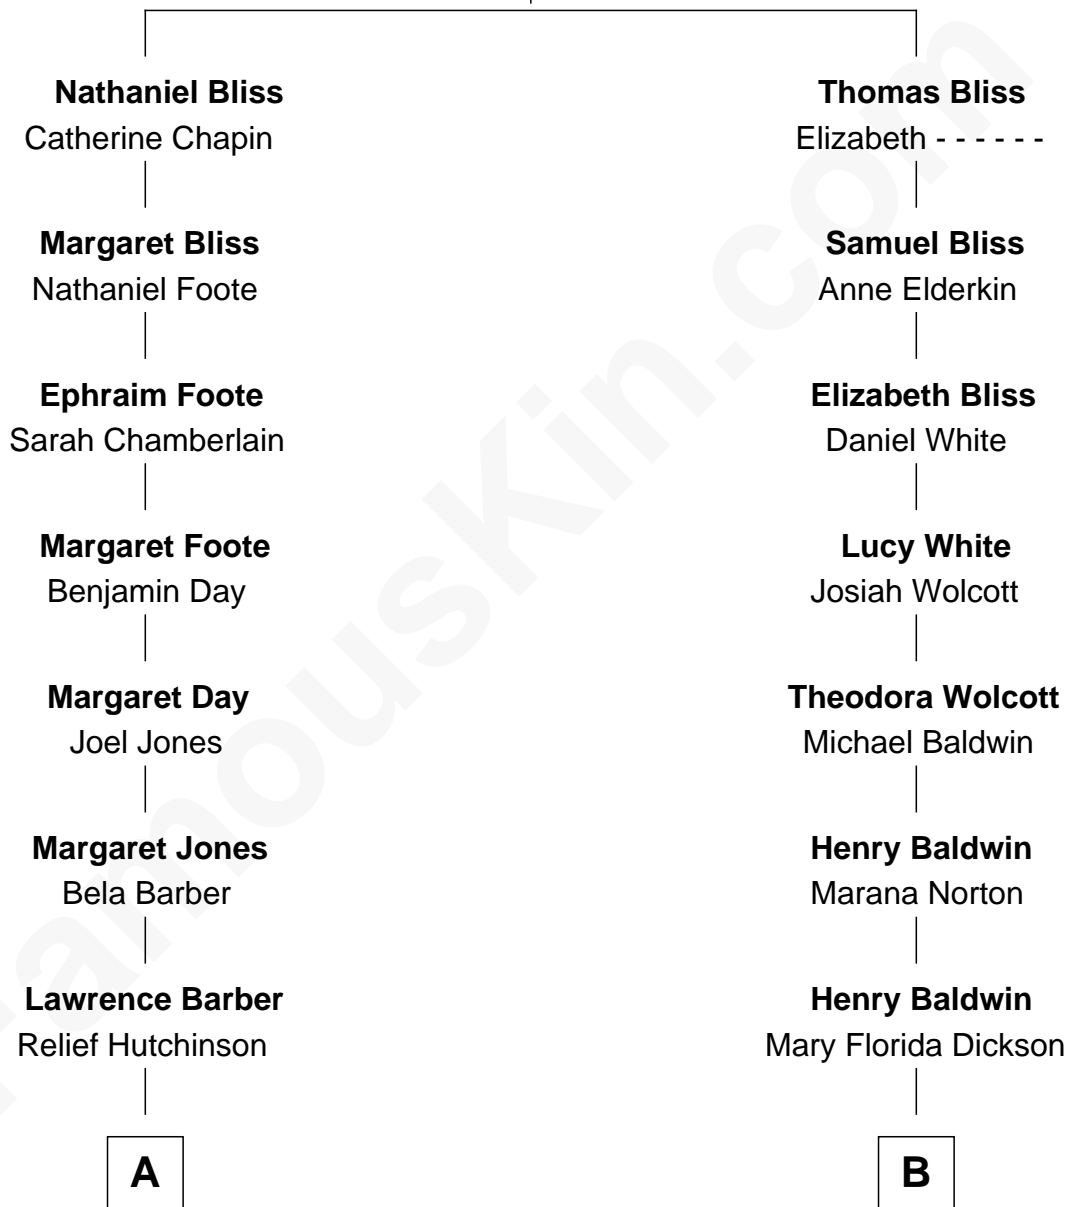 Nathaniel Bliss
Catherine Chapin
Margaret Bliss
Nathaniel Foote
Ephraim Foote
Sarah Chamberlain
Margaret Foote
Benjamin Day
Margaret Day
Joel Jones
Margaret Jones
Bela Barber
Lawrence Barber
Relief Hutchinson
A
Thomas Bliss
Elizabeth - - - - - -
Samuel Bliss
Anne Elderkin
Elizabeth Bliss
Daniel White
Lucy White
Josiah Wolcott
Theodora Wolcott
Michael Baldwin
Henry Baldwin
Marana Norton
Henry Baldwin
Mary Florida Dickson
B
FamousKin.com